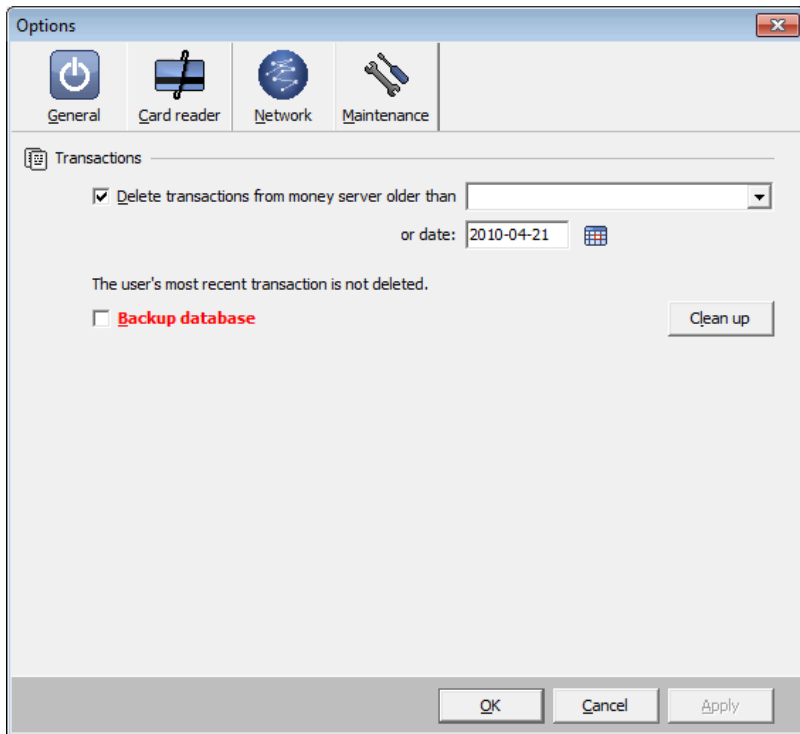 Options
General Card reader Network Maintenance
Transactions
Delete transactions from money server older than
or date: 2010-04-21
The user's most recent transaction is not deleted.
Backup database Clean up
OK Cancel Apply